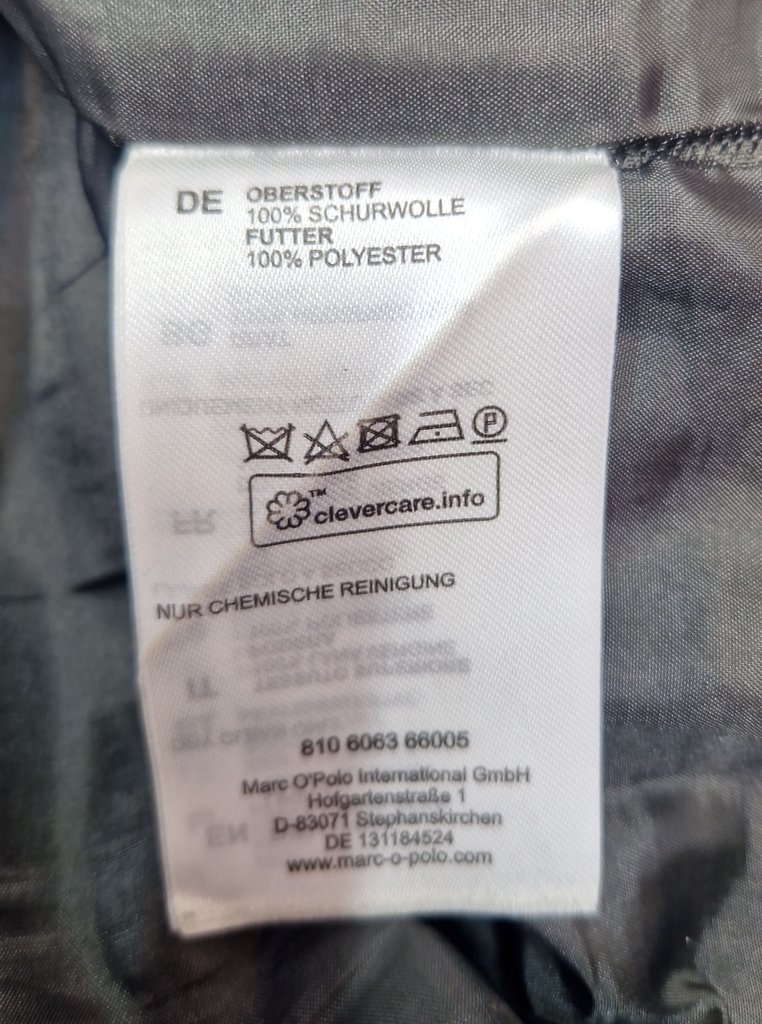 DE OBERSTOFF
100% SCHURWOLLE
FUTTER
100% POLYESTER
P
™clevercare.info
NUR CHEMISCHE REINIGUNG
810 6063 66005
Marc O'Polo International GmbH
Hofgartenstraße 1
D-83071 Stephanskirchen
DE 131184524
www.marc-o-polo.com